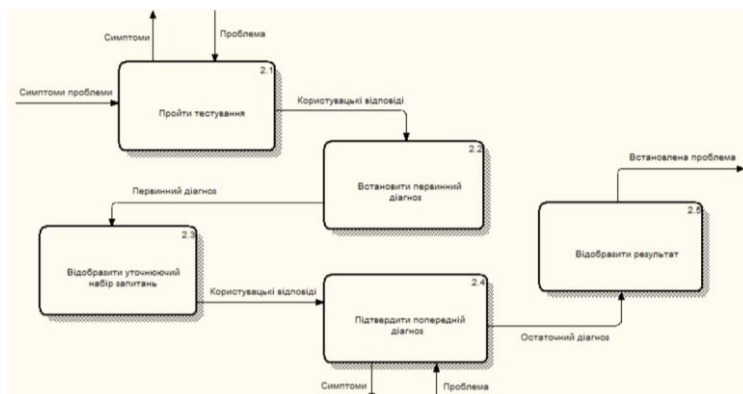 Симптоми
Проблема
2.1
Симптоми проблеми
Пройти тестування
Користувацькі відповіді
2.2
Встановити первинний
діагноз
Встановлена проблема
Первинний діагноз
2.5
Відобразити результат
2.3
Відобразити уточнюючий
набір запитань
Користувацькі відповіді
2.4
Підтвердити попередній
діагноз
Остаточний діагноз
Симптоми
Проблема